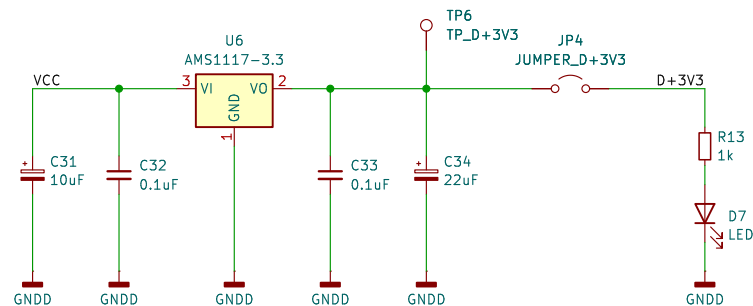 TP6
TP_D+3V3
U6
AMS1117-3.3
JP4
JUMPER_D+3V3
VCC
3
VI
VO
2
D+3V3
GND
1
R13
1k
C31
10uF
C32
0.1uF
C33
0.1uF
C34
22uF
D7
LED
GNDD
GNDD
GNDD
GNDD
GNDD
GNDD